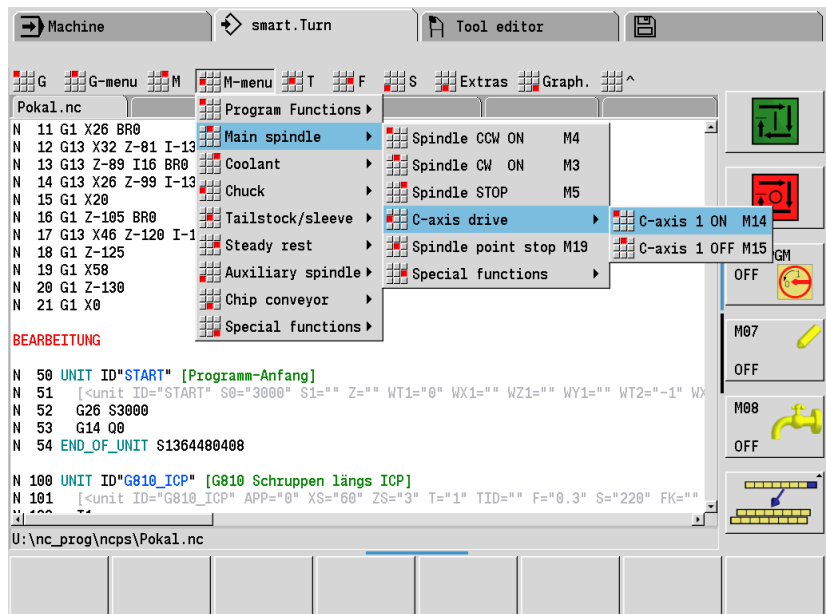 Machine
smart.Turn
Tool editor
G
G-menu
M
M-menu
T
F
S
Extras
Graph.
^
Pokal.nc
N 11 G1 X26 BR0
N 12 G13 X32 Z-81 I-13
N 13 G13 Z-89 I16 BR0
N 14 G13 X26 Z-99 I-13
N 15 G1 X20
N 16 G1 Z-105 BR0
N 17 G13 X46 Z-120 I-1
N 18 G1 Z-125
N 19 G1 X58
N 20 G1 Z-130
N 21 G1 X0
BEARBEITUNG
N 50 UNIT ID"START" [Programm-Anfang]
N 51 [<unit ID="START" S0="3000" S1="" Z="" WT1="0" WX1="" WZ1="" WY1="" WT2="-1" WX
N 52 G26 S3000
N 53 G14 Q0
N 54 END_OF_UNIT S1364480408
N 100 UNIT ID"G810_ICP" [G810 Schruppen längs ICP]
N 101 [<unit ID="G810_ICP" APP="0" XS="60" ZS="3" T="1" TID="" F="0.3" S="220" FK=""
U:\nc_prog\ncps\Pokal.nc
Program Functions
Main spindle
Coolant
Chuck
Tailstock/sleeve
Steady rest
Auxiliary spindle
Chip conveyor
Special functions
Spindle CCW ON M4
Spindle CW ON M3
Spindle STOP M5
C-axis drive
Spindle point stop M19
Special functions
C-axis 1 ON M14
C-axis 1 OFF M15
GM
OFF
M07
OFF
M08
OFF